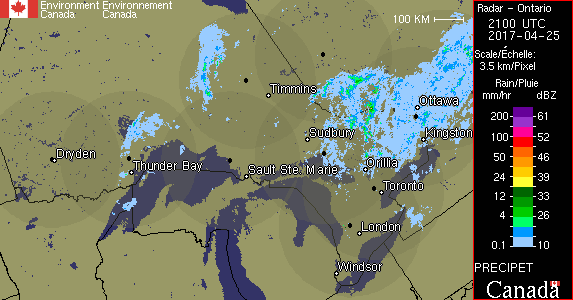 Environment Environnement
Canada Canada
100 KM
Timmins
Ottawa
Sudbury
Kingston
Dryden
Thunder Bay
Sault Ste. Marie
Orillia
Toronto
London
Windsor
Radar - Ontario
2100 UTC
2017-04-25
Scale/Échelle:
3.5 km/Pixel
Rain/Pluie
mm/hr dBZ
200 61
100 52
50 46
24 39
12 33
4 26
0.1 10
PRECIPET
Canada